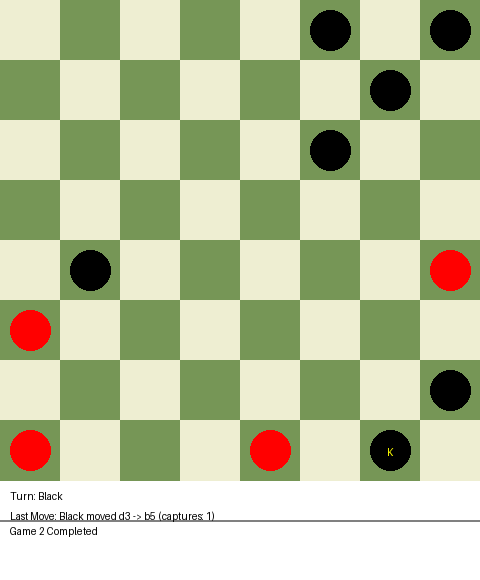 K
Turn: Black
Last Move: Black moved d3 -> b5 (captures: 1)
Game 2 Completed